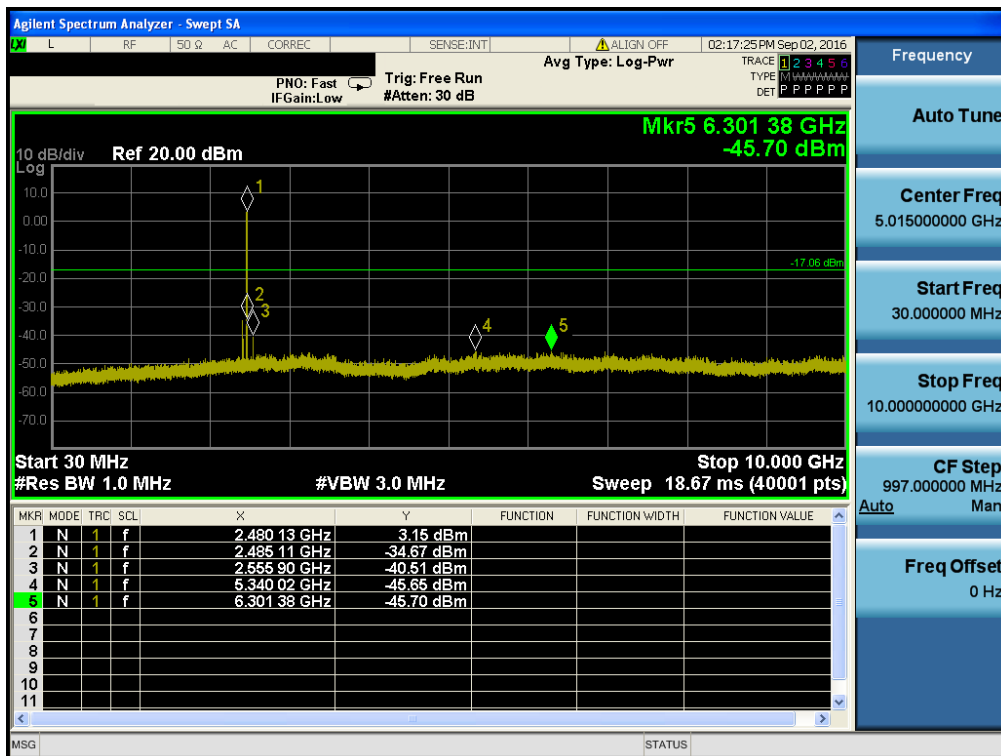 Agilent Spectrum Analyzer - Swept SA
LXI L RF 50 Ω AC CORREC SENSE:INT ALIGN OFF 02:17:25 PM Sep 02, 2016
Frequency
PNO: Fast
IFGain:Low
Trig: Free Run
#Atten: 30 dB
Avg Type: Log-Pwr
TRACE 1 2 3 4 5 6
TYPE MWWWWW
DET P P P P P P
Auto Tune
Mkr5 6.301 38 GHz
-45.70 dBm
10 dB/div Ref 20.00 dBm
Log
10.0
0.00
-10.0
-20.0
-30.0
-40.0
-50.0
-60.0
-70.0
1
2
3
4
5
-17.06 dBm
Center Freq
5.015000000 GHz
Start Freq
30.000000 MHz
Stop Freq
10.000000000 GHz
Start 30 MHz Stop 10.000 GHz
#Res BW 1.0 MHz #VBW 3.0 MHz Sweep 18.67 ms (40001 pts)
CF Step
997.000000 MHz
Auto Man
Freq Offset
0 Hz
MKR MODE TRC SCL X Y FUNCTION FUNCTION WIDTH FUNCTION VALUE
1 N 1 f 2.480 13 GHz 3.15 dBm
2 N 1 f 2.485 11 GHz -34.67 dBm
3 N 1 f 2.555 90 GHz -40.51 dBm
4 N 1 f 5.340 02 GHz -45.65 dBm
5 N 1 f 6.301 38 GHz -45.70 dBm
6
7
8
9
10
11
MSG STATUS